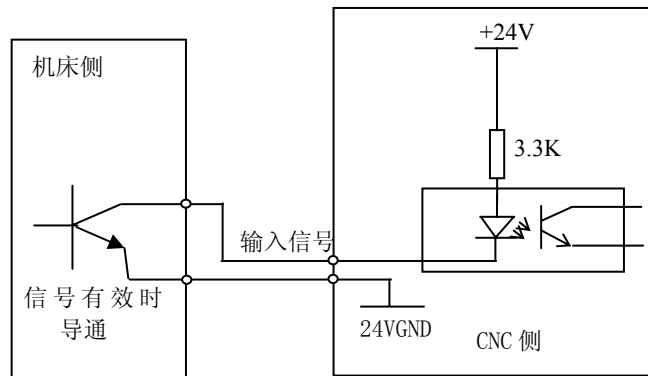 机床侧
+24V
3.3K
输入信号
信号有效时
导通
24VGND
CNC 侧